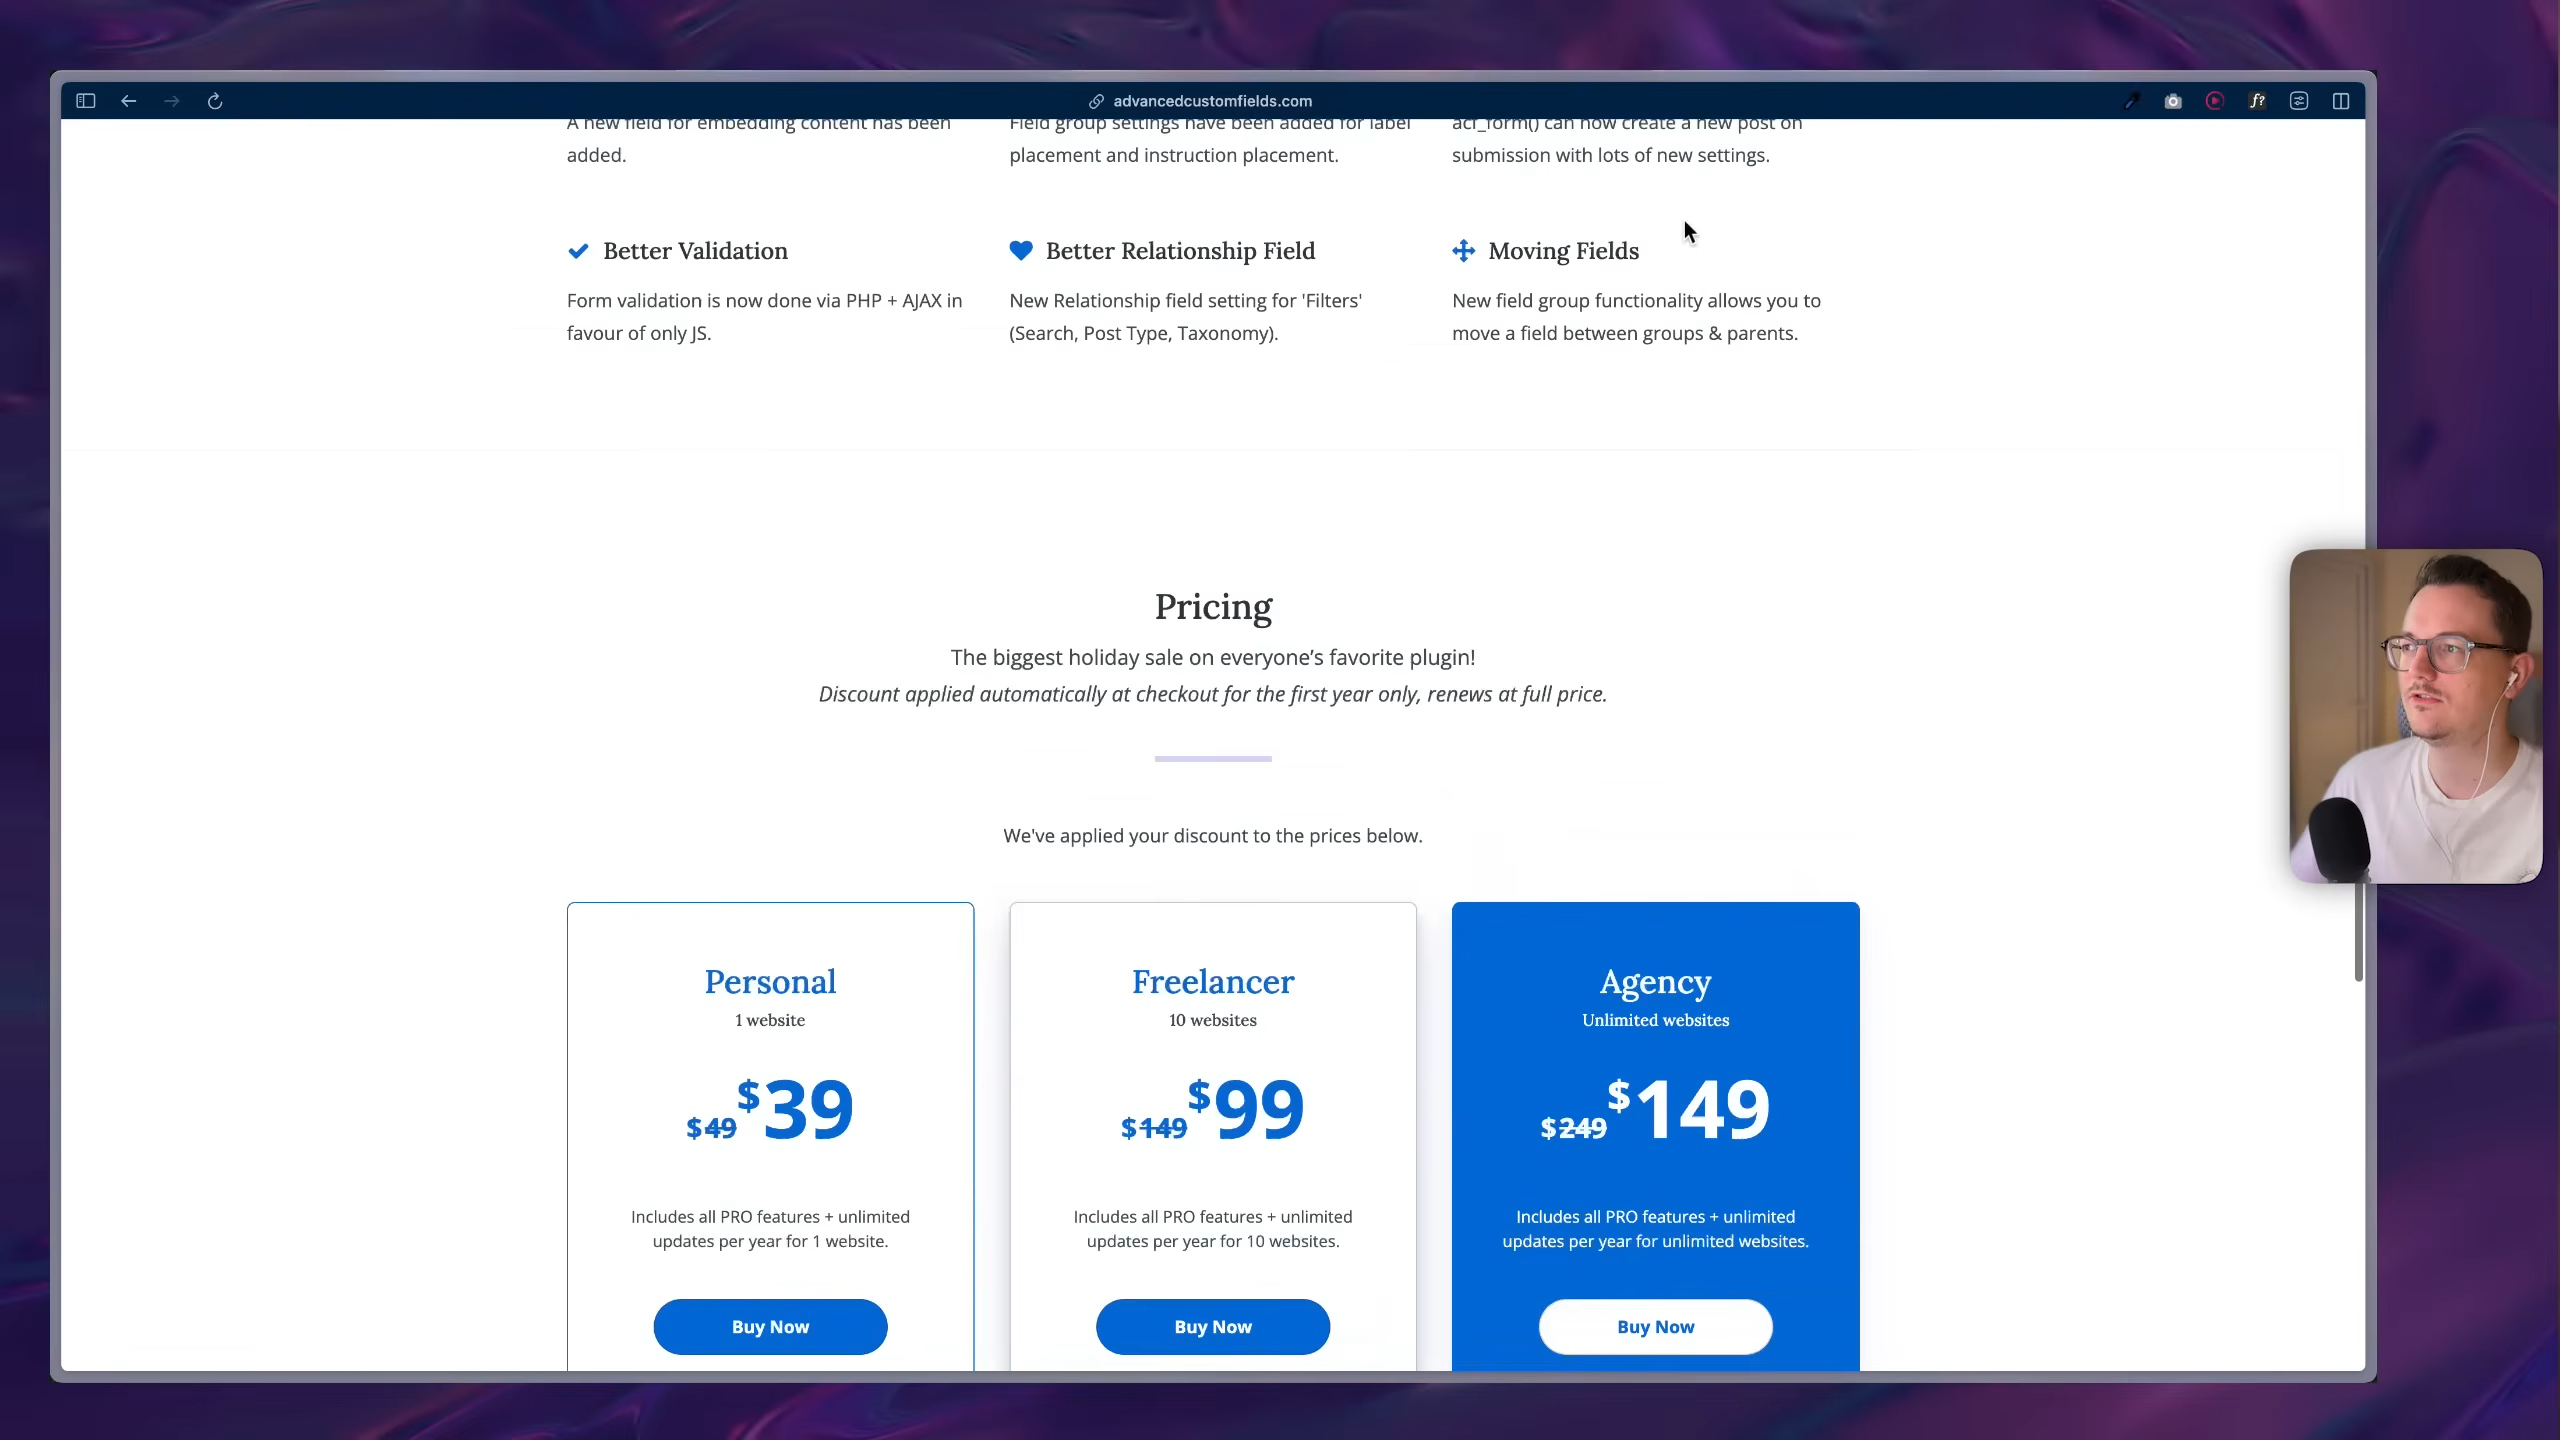 advancedcustomfields.com
f?
A new field for embedding content has been
added.
Field group settings have been added for label
placement and instruction placement.
acf_form() can now create a new post on
submission with lots of new settings.
Better Validation
Form validation is now done via PHP + AJAX in
favour of only JS.
Better Relationship Field
New Relationship field setting for 'Filters'
(Search, Post Type, Taxonomy).
Moving Fields
New field group functionality allows you to
move a field between groups & parents.
Pricing
The biggest holiday sale on everyone’s favorite plugin!
Discount applied automatically at checkout for the first year only, renews at full price.
We've applied your discount to the prices below.
Personal
1 website
$49 $39
Includes all PRO features + unlimited
updates per year for 1 website.
Buy Now
Freelancer
10 websites
$149 $99
Includes all PRO features + unlimited
updates per year for 10 websites.
Buy Now
Agency
Unlimited websites
$249 $149
Includes all PRO features + unlimited
updates per year for unlimited websites.
Buy Now